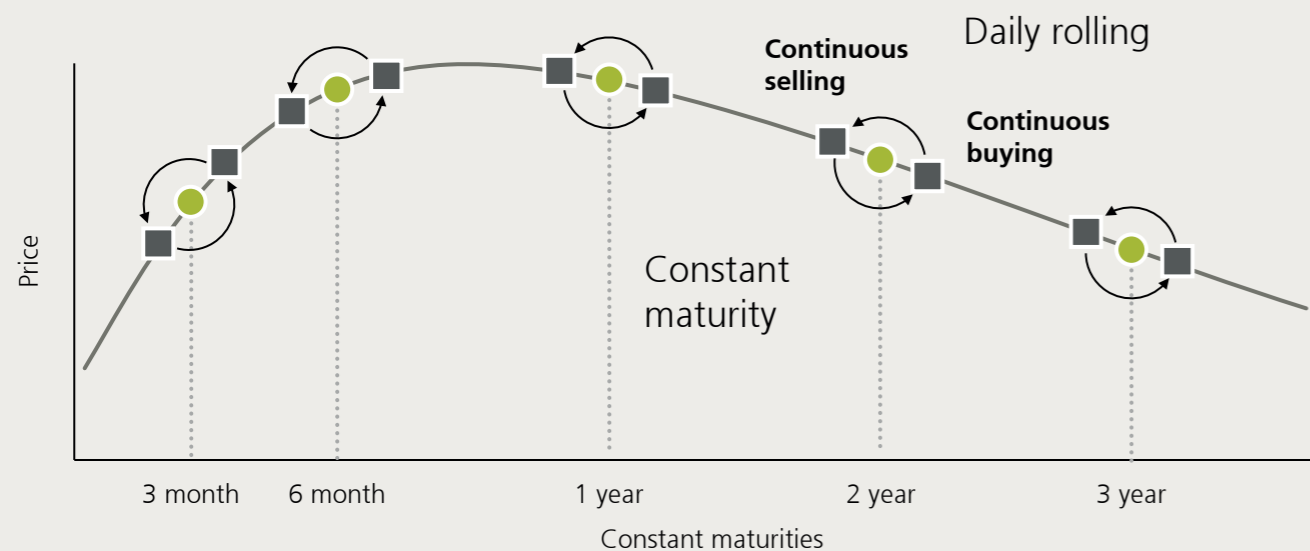 Daily rolling
Continuous
selling
Continuous
buying
Constant
maturity
Price
3 month
6 month
1 year
2 year
3 year
Constant maturities